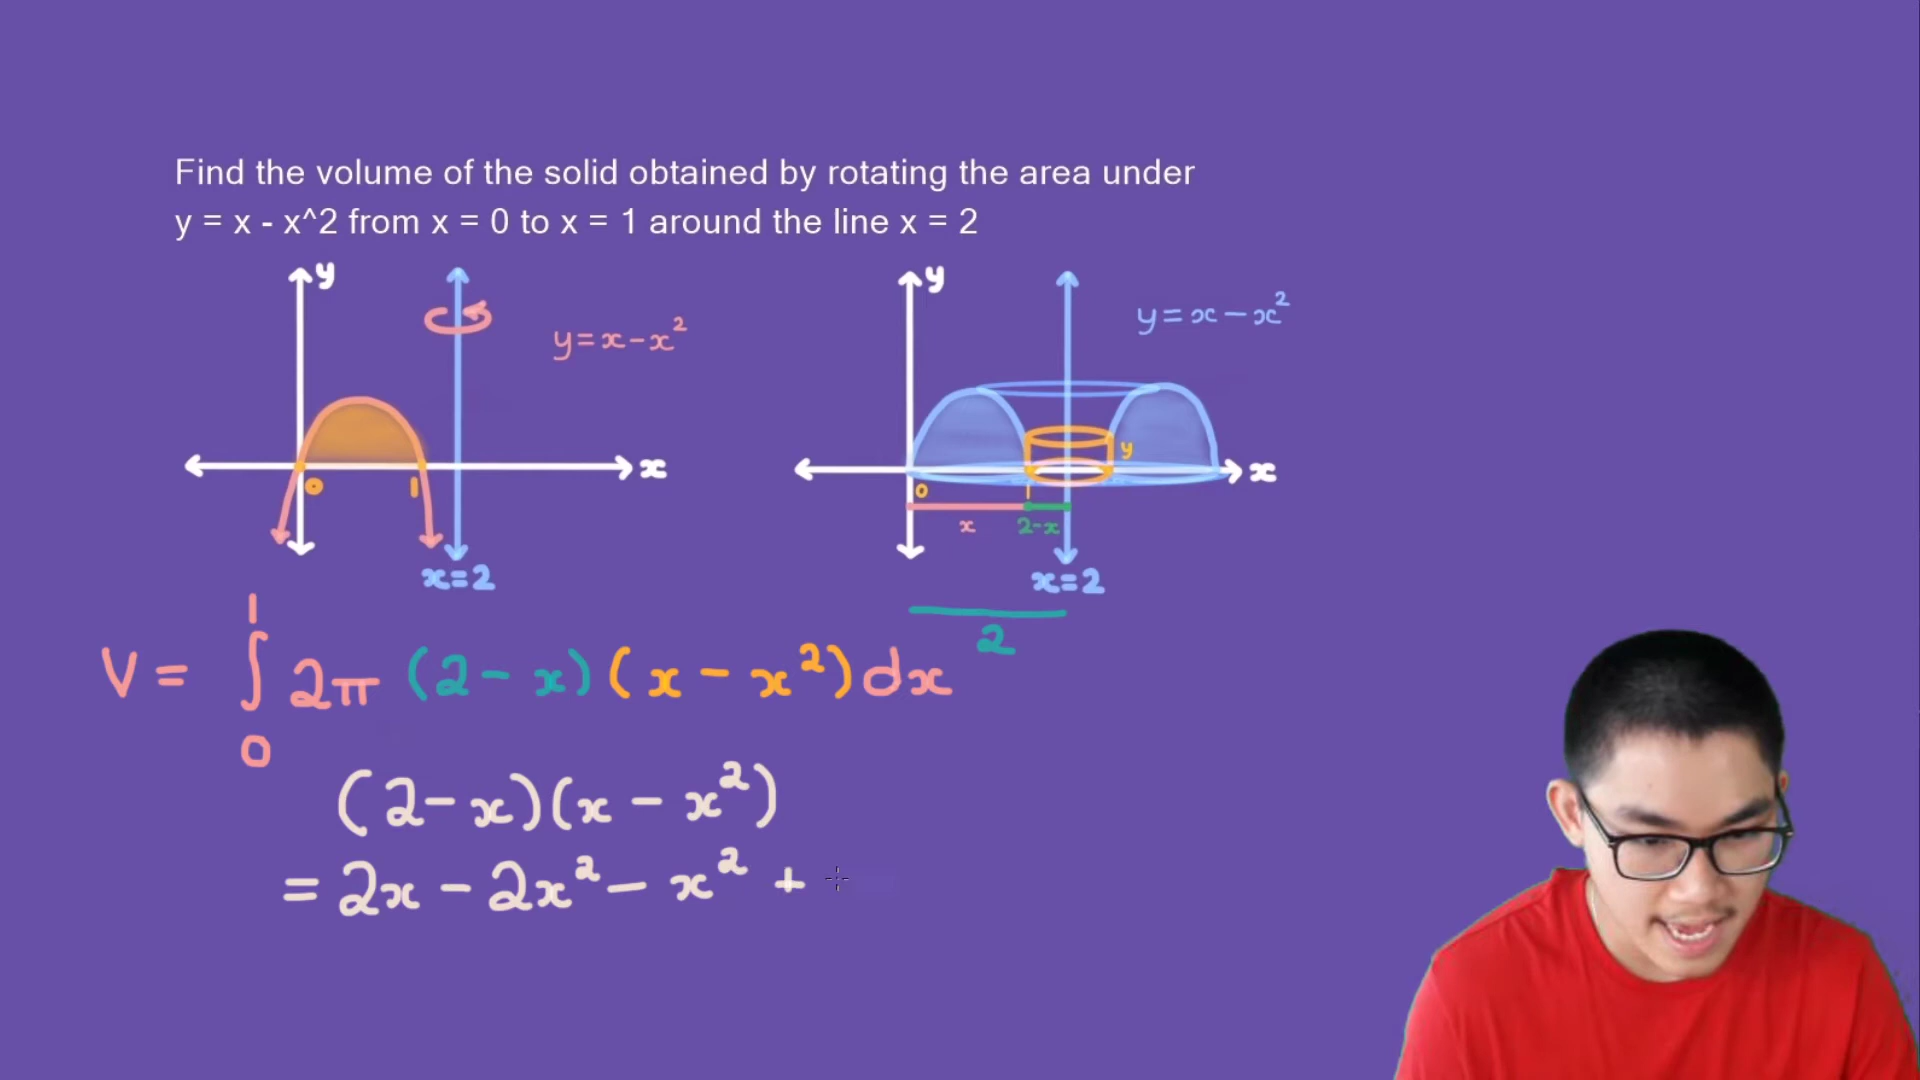 Find the volume of the solid obtained by rotating the area under
y = x - x^2 from x = 0 to x = 1 around the line x = 2
y
y = x - x²
x
0
1
x = 2
y
y = x - x²
y
x
0
1
x
2-x
x = 2
2
V = ∫₀¹ 2π (2 - x)(x - x²) dx
(2 - x)(x - x²)
= 2x - 2x² - x² +